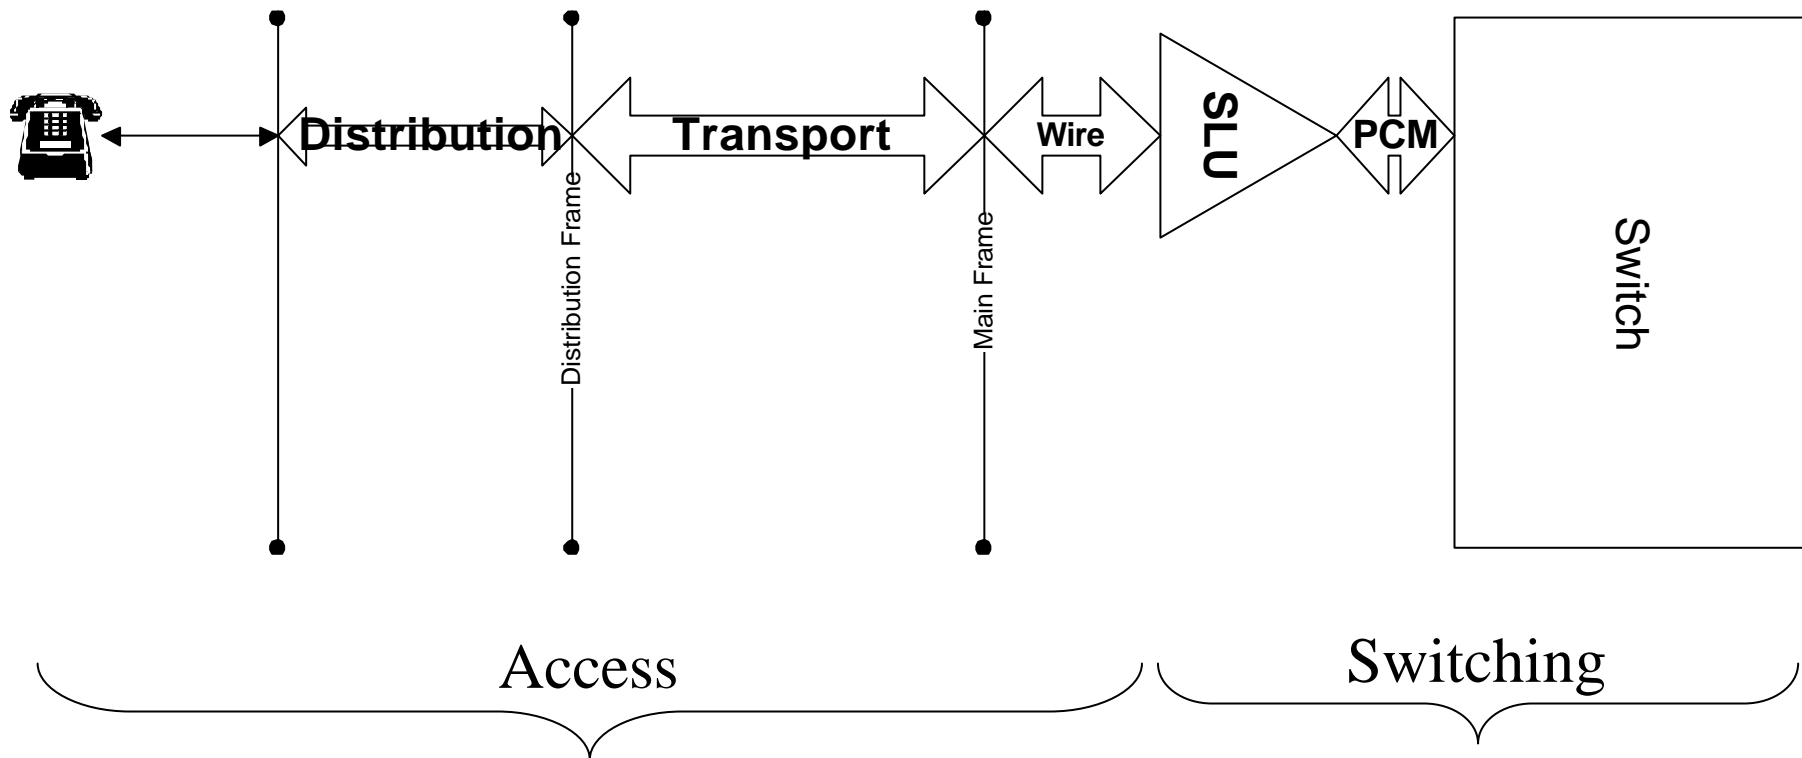 Distribution
Transport
Wire
SLU
PCM
Distribution Frame
Main Frame
Switch
Access
Switching